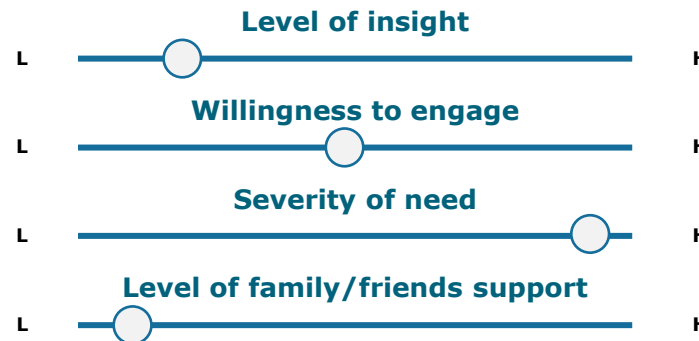 Level of insight
L H
Willingness to engage
L H
Severity of need
L H
Level of family/friends support
L H